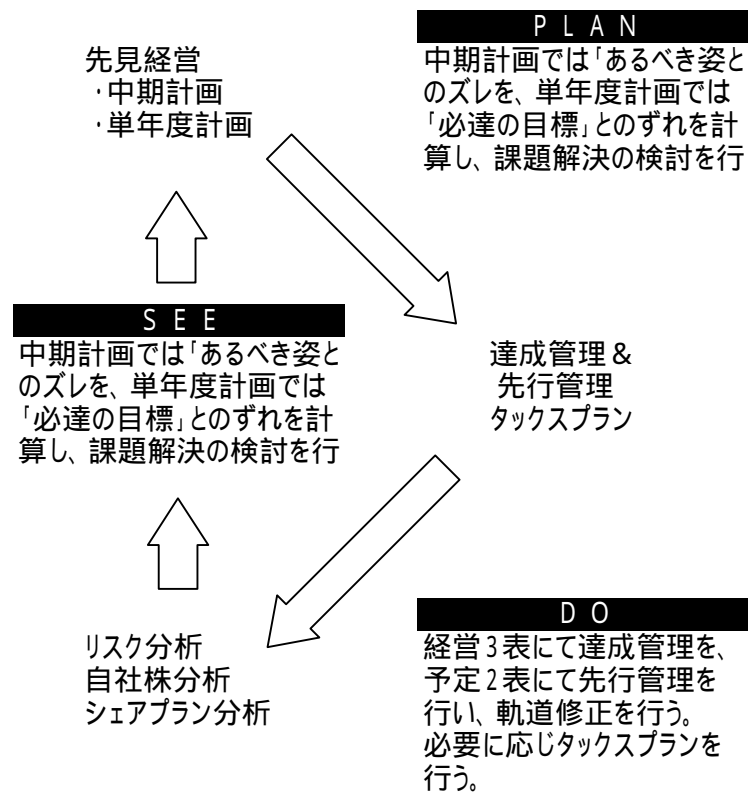 先見経営
・中期計画
・単年度計画
ＰＬＡＮ
中期計画では「あるべき姿と
のズレを、単年度計画では
「必達の目標」とのずれを計
算し、課題解決の検討を行
ＳＥＥ
中期計画では「あるべき姿と
のズレを、単年度計画では
「必達の目標」とのずれを計
算し、課題解決の検討を行
達成管理＆
先行管理
タックスプラン
リスク分析
自社株分析
シェアプラン分析
ＤＯ
経営３表にて達成管理を、
予定２表にて先行管理を
行い、軌道修正を行う。
必要に応じタックスプランを
行う。